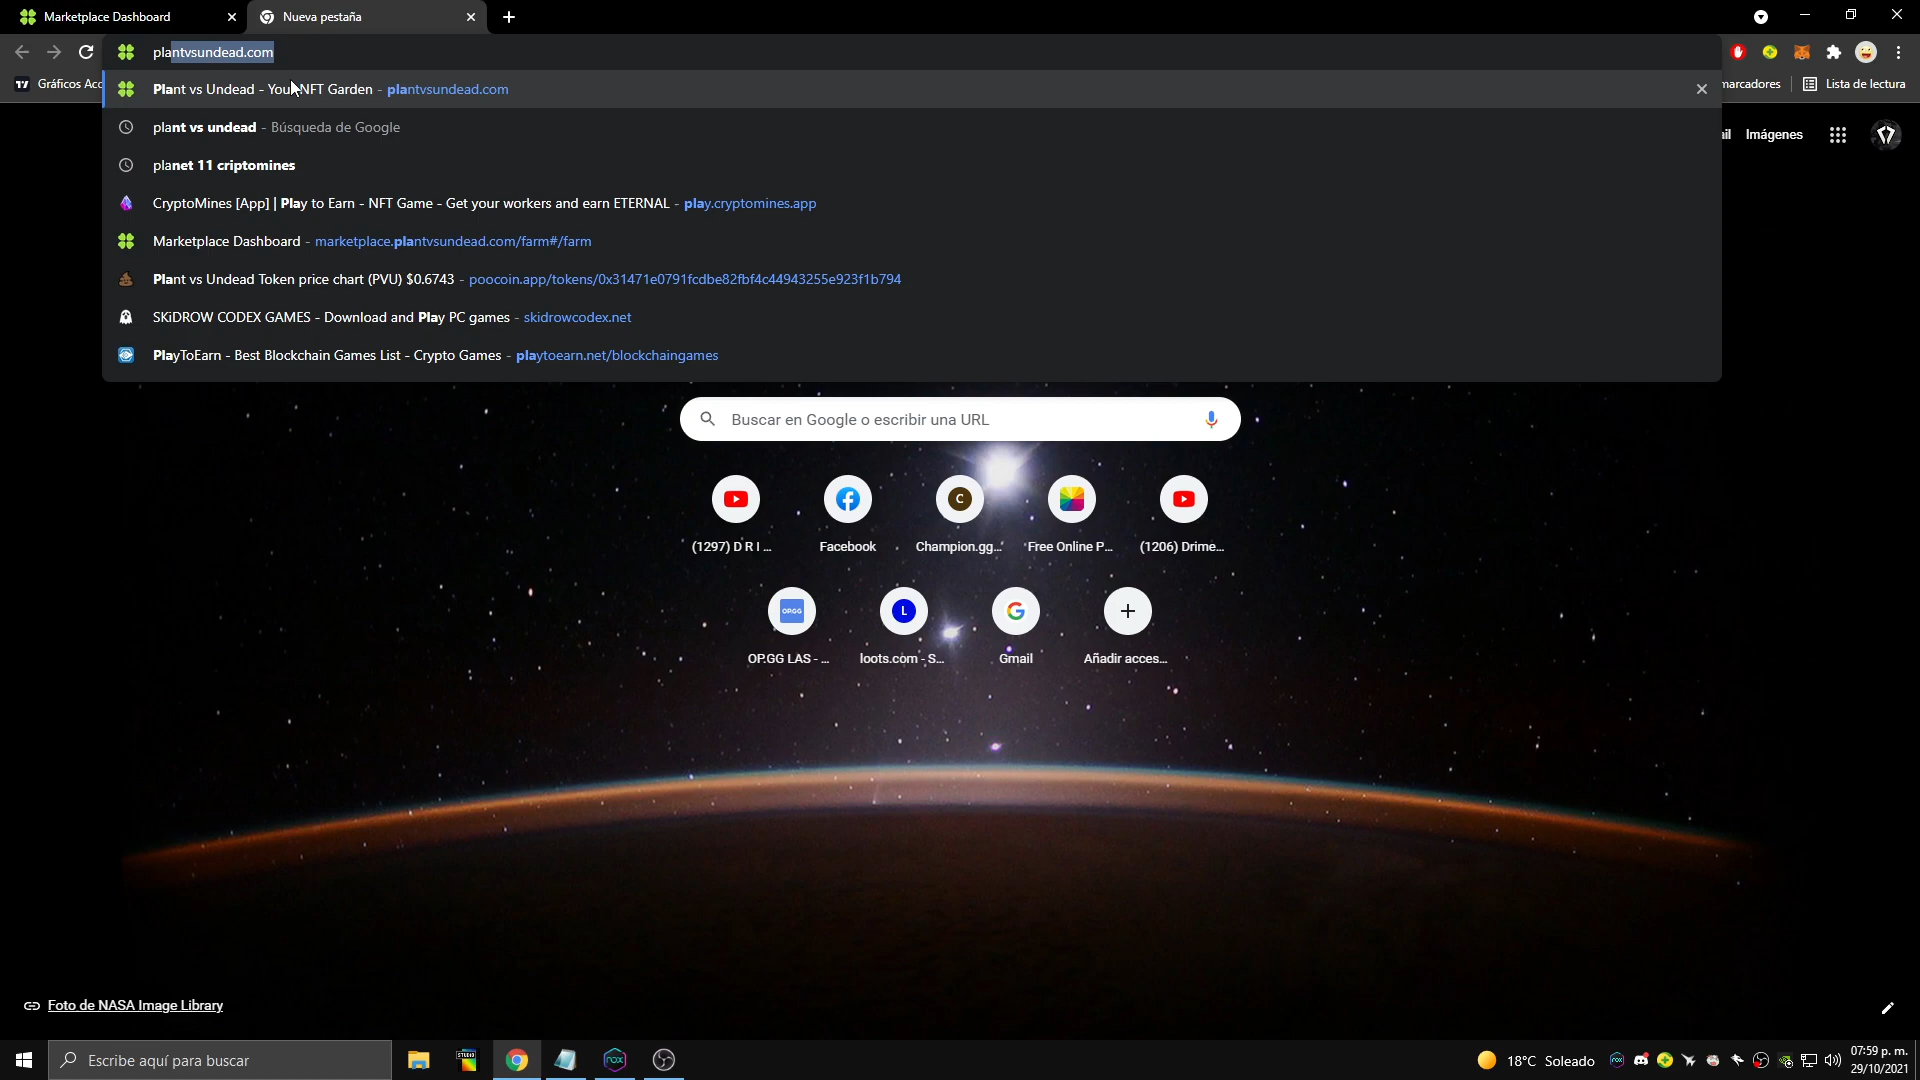 Marketplace Dashboard
Nueva pestaña
plantvsundead.com
Gráficos Acc
marcadores
Lista de lectura
Plant vs Undead - You NFT Garden - plantvsundead.com
plant vs undead - Búsqueda de Google
planet 11 criptomines
CryptoMines [App] | Play to Earn - NFT Game - Get your workers and earn ETERNAL - play.cryptomines.app
Marketplace Dashboard - marketplace.plantvsundead.com/farm#/farm
Plant vs Undead Token price chart (PVU) $0.6743 - poocoin.app/tokens/0x31471e0791fcdbe82fbf4c44943255e923f1b794
SKiDROW CODEX GAMES - Download and Play PC games - skidrowcodex.net
PlayToEarn - Best Blockchain Games List - Crypto Games - playtoearn.net/blockchaingames
ail
Imágenes
Buscar en Google o escribir una URL
(1297) D R I ...
Facebook
Champion.gg...
Free Online P...
(1206) Drime...
OP.GG LAS - ...
loots.com - S...
Gmail
Añadir acces...
Foto de NASA Image Library
Escribe aquí para buscar
18°C Soleado
07:59 p. m.
29/10/2021